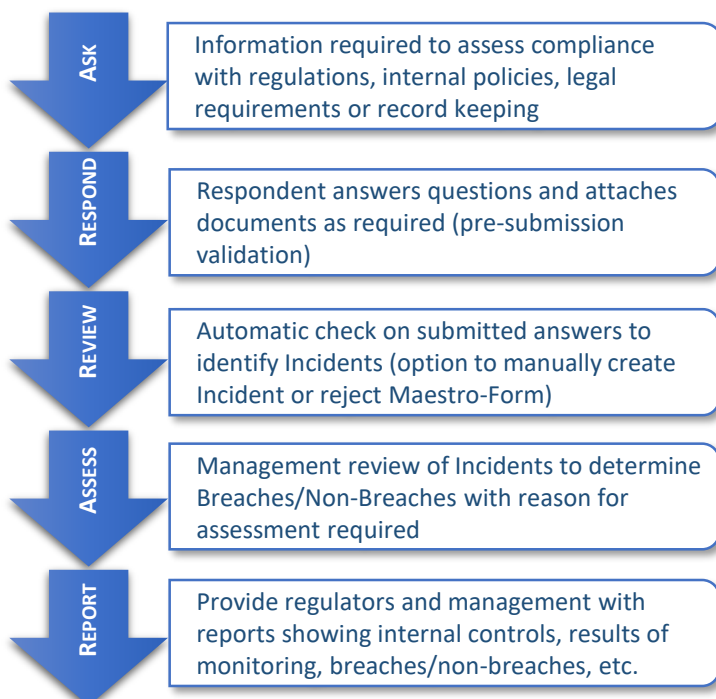 ASK
Information required to assess compliance
with regulations, internal policies, legal
requirements or record keeping
RESPOND
Respondent answers questions and attaches
documents as required (pre-submission
validation)
REVIEW
Automatic check on submitted answers to
identify Incidents (option to manually create
Incident or reject Maestro-Form)
ASSESS
Management review of Incidents to determine
Breaches/Non-Breaches with reason for
assessment required
REPORT
Provide regulators and management with
reports showing internal controls, results of
monitoring, breaches/non-breaches, etc.